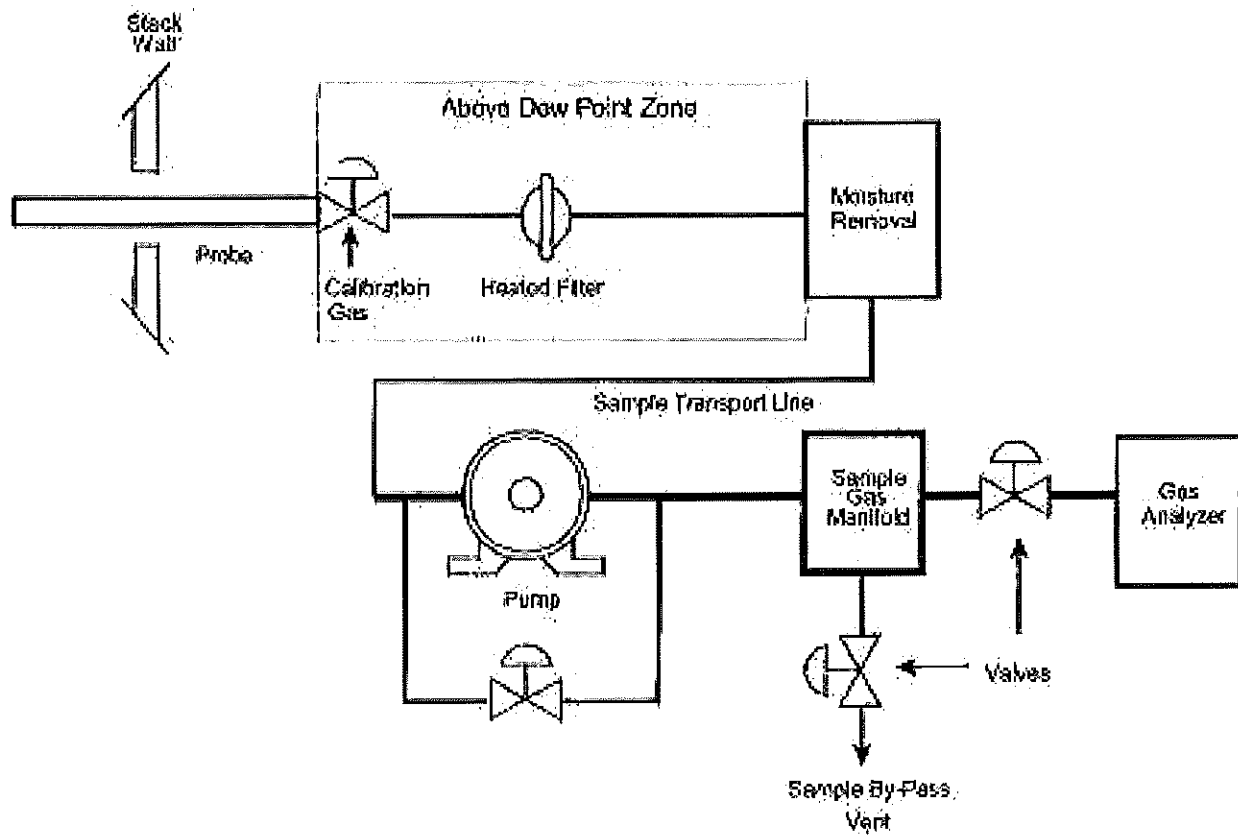 Stack
Wall
Above Dew Point Zone
Moisture
Removal
Probe
Calibration
Gas
Heated Filter
Sample Transport Line
Sample
Gas
Manifold
Gas
Analyzer
Pump
Valves
Sample By-Pass
Vent